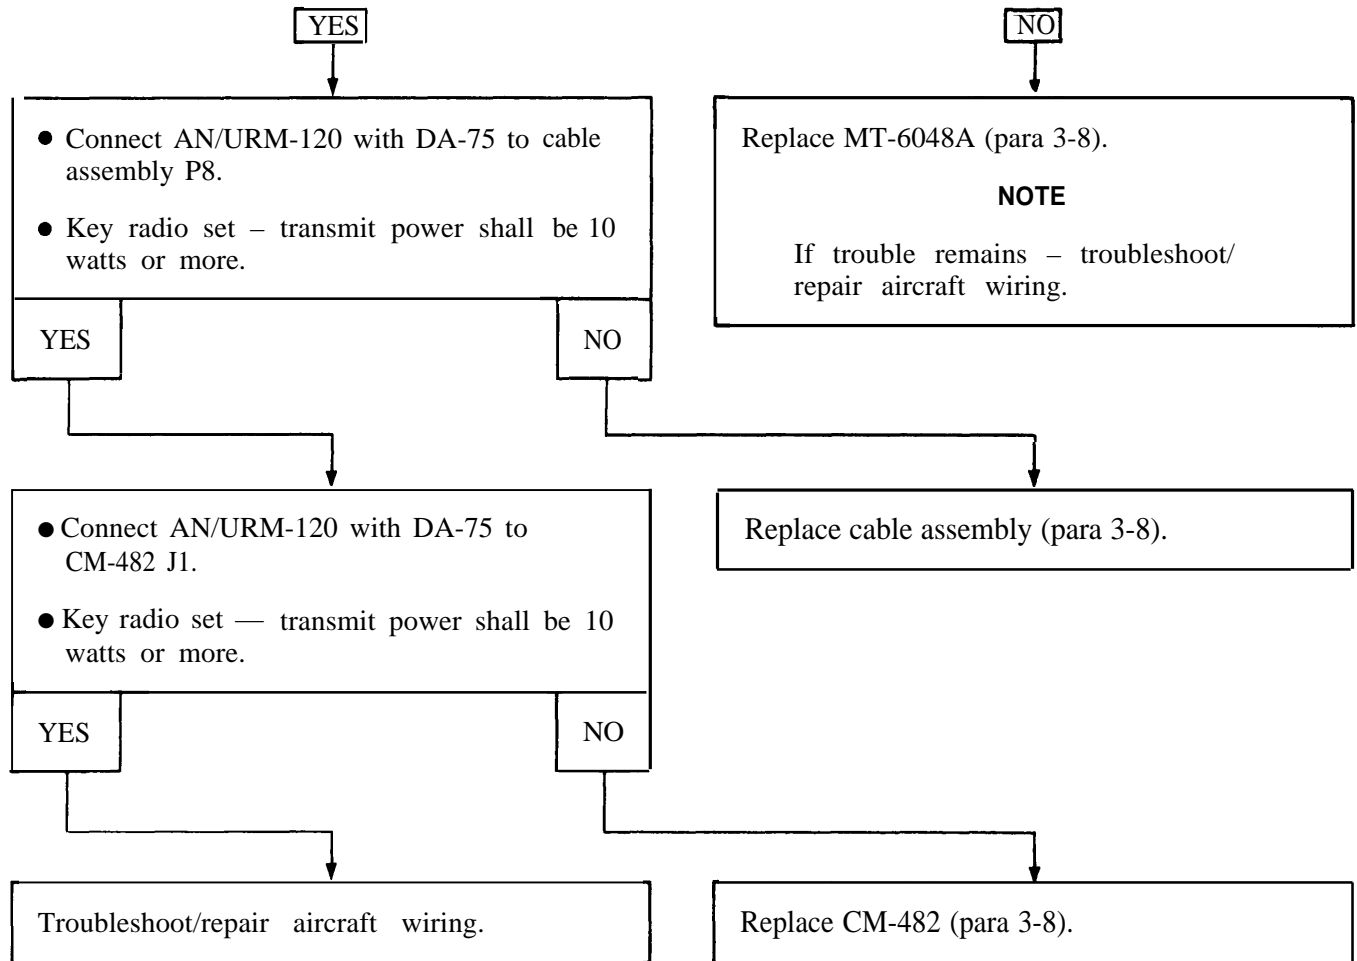 YES
NO
● Connect AN/URM-120 with DA-75 to cable
assembly P8.
● Key radio set – transmit power shall be 10
watts or more.
YES
NO
Replace MT-6048A (para 3-8).
NOTE
If trouble remains – troubleshoot/
repair aircraft wiring.
● Connect AN/URM-120 with DA-75 to
CM-482 J1.
● Key radio set — transmit power shall be 10
watts or more.
YES
NO
Replace cable assembly (para 3-8).
Troubleshoot/repair aircraft wiring.
Replace CM-482 (para 3-8).